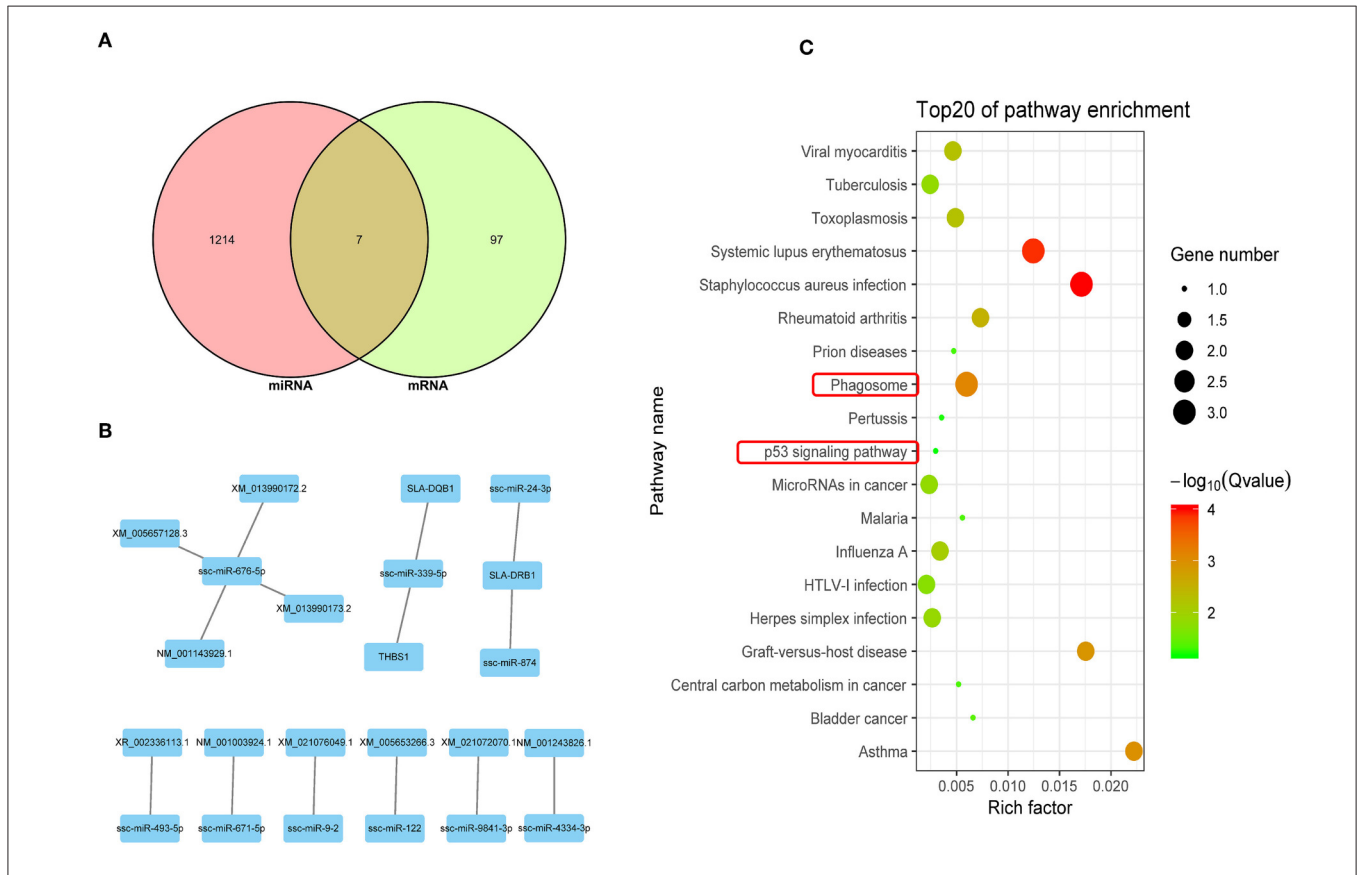 A
1214
7
97
miRNA
mRNA
B
XM_013990172.2
XM_005657128.3
ssc-miR-676-5p
XM_013990173.2
NM_001143929.1
SLA-DQB1
ssc-miR-339-5p
THBS1
ssc-miR-24-3p
SLA-DRB1
ssc-miR-874
XR_002336113.1
NM_001003924.1
XM_021076049.1
XM_005653266.3
XM_021072070.1
NM_001243826.1
ssc-miR-493-5p
ssc-miR-671-5p
ssc-miR-9-2
ssc-miR-122
ssc-miR-9841-3p
ssc-miR-4334-3p
C
Top20 of pathway enrichment
Pathway name
Viral myocarditis
Tuberculosis
Toxoplasmosis
Systemic lupus erythematosus
Staphylococcus aureus infection
Rheumatoid arthritis
Prion diseases
Phagosome
Pertussis
p53 signaling pathway
MicroRNAs in cancer
Malaria
Influenza A
HTLV-I infection
Herpes simplex infection
Graft-versus-host disease
Central carbon metabolism in cancer
Bladder cancer
Asthma
0.005 0.010 0.015 0.020
Rich factor
Gene number
1.0
1.5
2.0
2.5
3.0
−log₁₀(Qvalue)
4
3
2